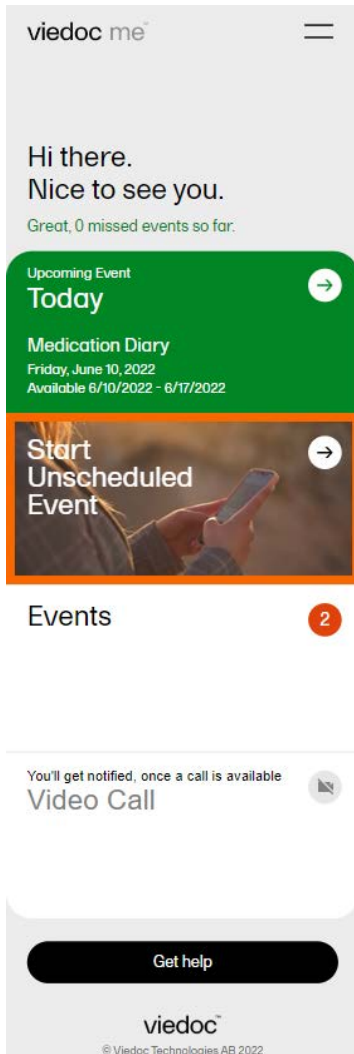 viedoc me™
Hi there.
Nice to see you.
Great, 0 missed events so far.
Upcoming Event
Today
Medication Diary
Friday, June 10, 2022
Available 6/10/2022 - 6/17/2022
Start
Unscheduled
Event
Events
2
You'll get notified, once a call is available
Video Call
Get help
viedoc™
© Viedoc Technologies AB 2022